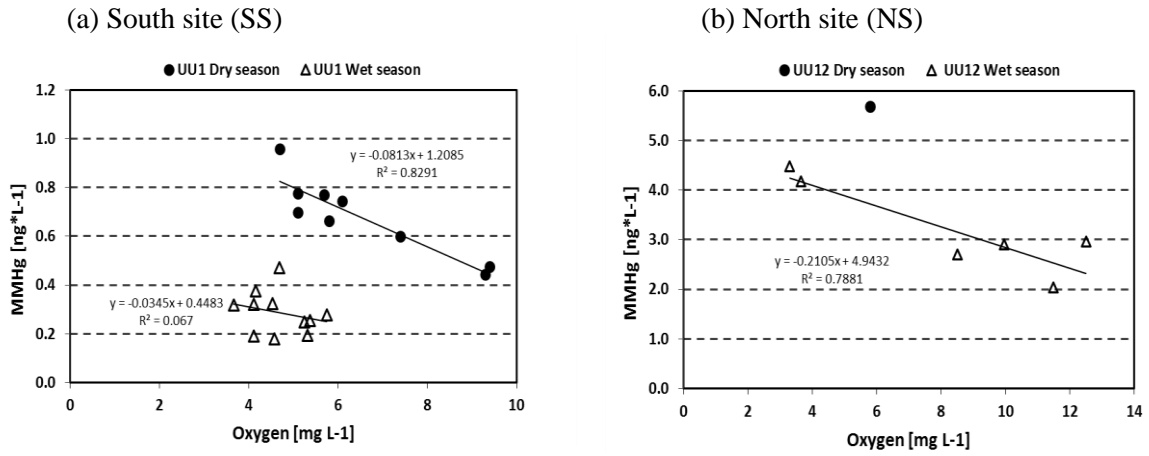 (a) South site (SS)
● UU1 Dry season △ UU1 Wet season
1.2
1.0
0.8
0.6
0.4
0.2
0.0
MMHg [ng*L-1]
y = -0.0813x + 1.2085
R² = 0.8291
y = -0.0345x + 0.4483
R² = 0.067
0 2 4 6 8 10
Oxygen [mg L-1]
(b) North site (NS)
● UU12 Dry season △ UU12 Wet season
6.0
5.0
4.0
3.0
2.0
1.0
0.0
MMHg [ng*L-1]
y = -0.2105x + 4.9432
R² = 0.7881
0 2 4 6 8 10 12 14
Oxygen [mg L-1]